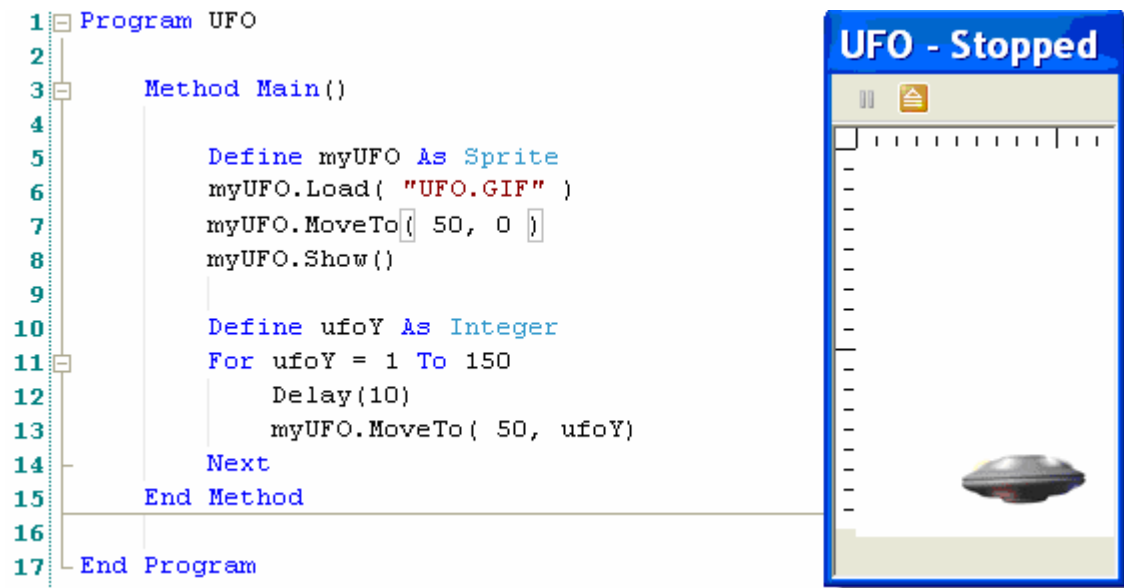 1 Program UFO
2
3 Method Main()
4
5 Define myUFO As Sprite
6 myUFO.Load( "UFO.GIF" )
7 myUFO.MoveTo( 50, 0 )
8 myUFO.Show()
9
10 Define ufoY As Integer
11 For ufoY = 1 To 150
12 Delay(10)
13 myUFO.MoveTo( 50, ufoY)
14 Next
15 End Method
16
17 End Program
UFO - Stopped